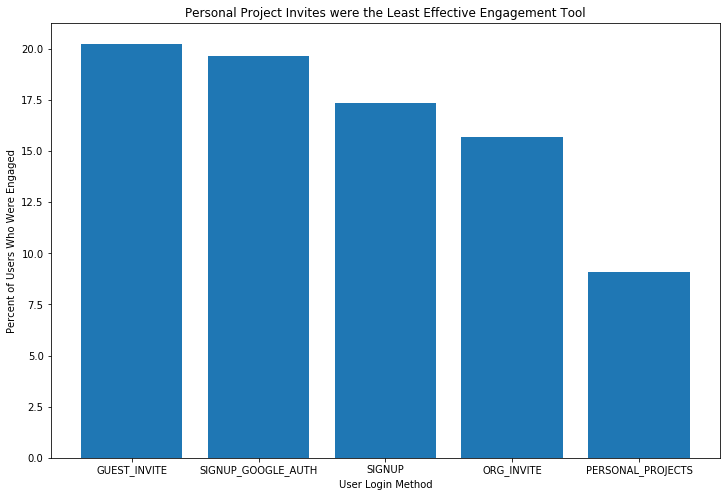 Personal Project Invites were the Least Effective Engagement Tool
20.0
17.5
15.0
12.5
10.0
7.5
5.0
2.5
0.0
Percent of Users Who Were Engaged
GUEST_INVITE SIGNUP_GOOGLE_AUTH SIGNUP ORG_INVITE PERSONAL_PROJECTS
User Login Method